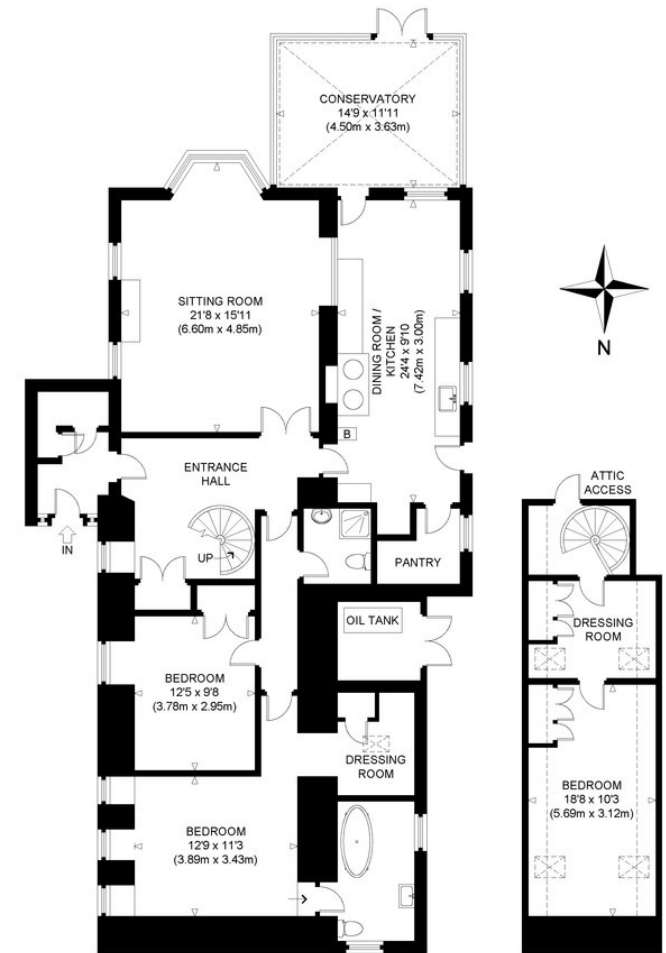 CONSERVATORY
14'9 x 11'11
(4.50m x 3.63m)
SITTING ROOM
21'8 x 15'11
(6.60m x 4.85m)
DINING ROOM /
KITCHEN
24'4 x 9'10
(7.42m x 3.00m)
N
B
ENTRANCE
HALL
IN
UP
PANTRY
ATTIC
ACCESS
OIL TANK
DRESSING
ROOM
BEDROOM
12'5 x 9'8
(3.78m x 2.95m)
DRESSING
ROOM
BEDROOM
18'8 x 10'3
(5.69m x 3.12m)
BEDROOM
12'9 x 11'3
(3.89m x 3.43m)